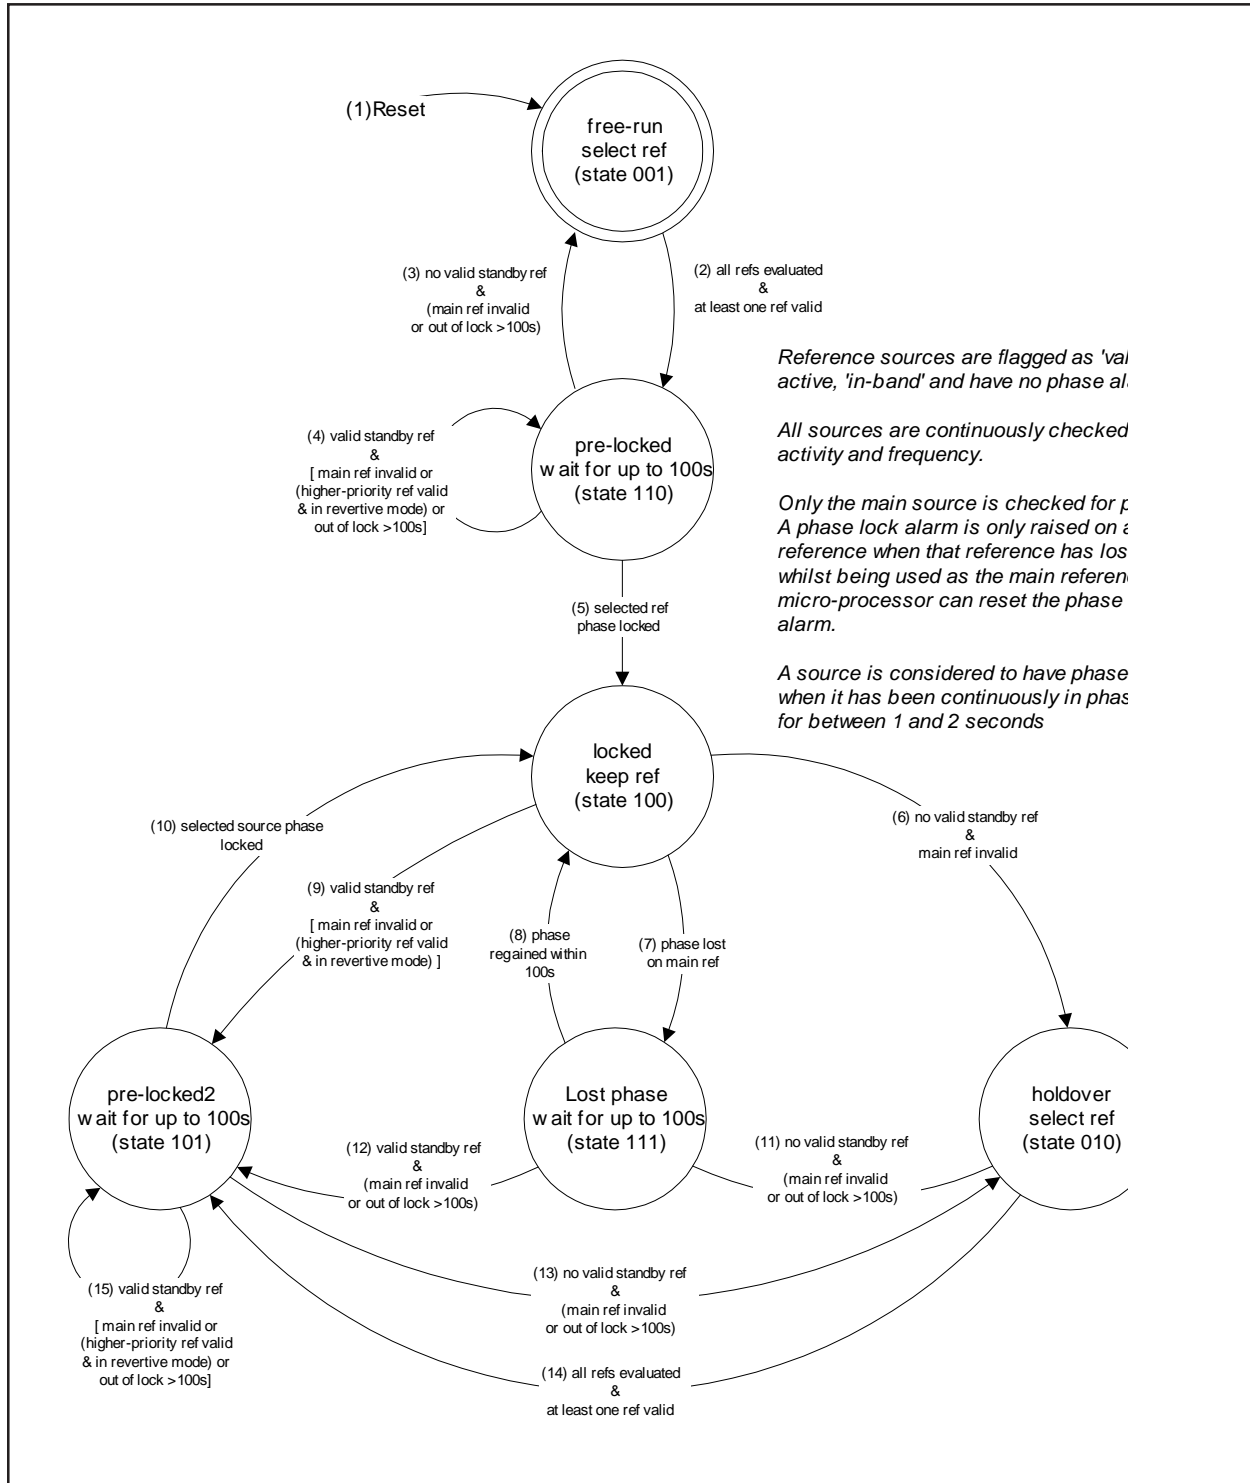 (1)Reset
free-run
select ref
(state 001)
(3) no valid standby ref
&
(main ref invalid
or out of lock >100s)
(2) all refs evaluated
&
at least one ref valid
Reference sources are flagged as
active, 'in-band' and have no phase
All sources are continuously checked
activity and frequency.
Only the main source is checked for
A phase lock alarm is only raised on
reference when that reference has
whilst being used as the main
micro-processor can reset the phase
alarm.
A source is considered to have phase
when it has been continuously in
for between 1 and 2 seconds
(4) valid standby ref
&
[ main ref invalid or
(higher-priority ref valid
& in revertive mode) or
out of lock >100s]
pre-locked
wait for up to 100s
(state 110)
(5) selected ref
phase locked
locked
keep ref
(state 100)
(10) selected source phase
locked
(6) no valid standby ref
&
main ref invalid
(9) valid standby ref
&
[ main ref invalid or
(higher-priority ref valid
& in revertive mode) ]
(8) phase
regained within
100s
(7) phase lost
on main ref
pre-locked2
wait for up to 100s
(state 101)
Lost phase
wait for up to 100s
(state 111)
holdover
select ref
(state 010)
(12) valid standby ref
&
(main ref invalid
or out of lock >100s)
(11) no valid standby ref
&
(main ref invalid
or out of lock >100s)
(15) valid standby ref
&
[ main ref invalid or
(higher-priority ref valid
& in revertive mode) or
out of lock >100s]
(13) no valid standby ref
&
(main ref invalid
or out of lock >100s)
(14) all refs evaluated
&
at least one ref valid